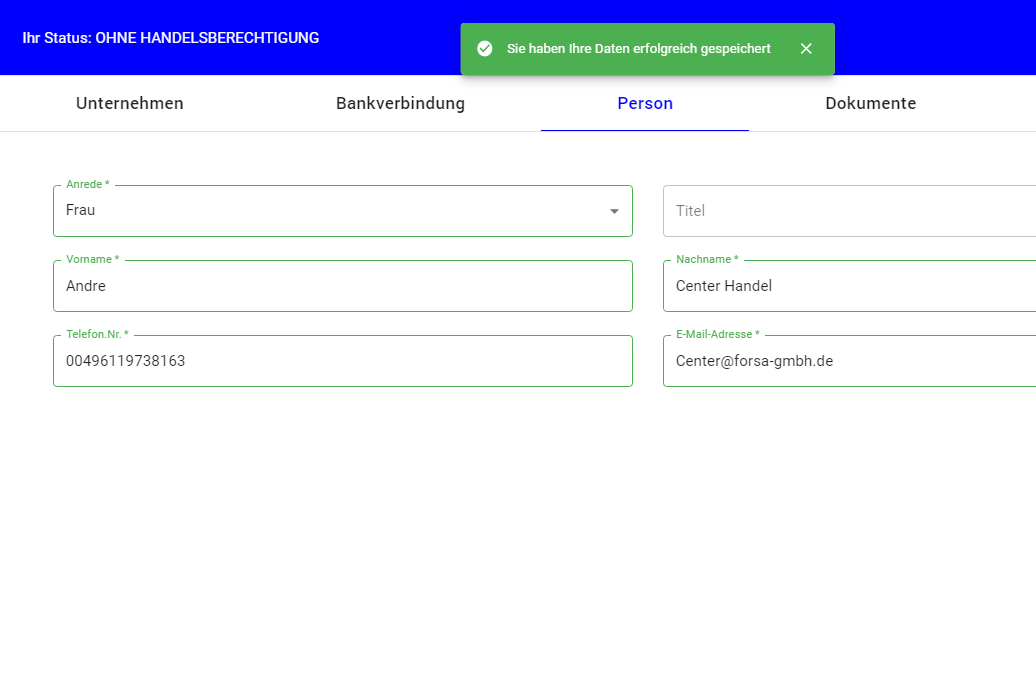 Ihr Status: OHNE HANDELSBERECHTIGUNG
Sie haben Ihre Daten erfolgreich gespeichert
Unternehmen Bankverbindung Person Dokumente
Anrede *
Frau
Titel
Vorname *
Andre
Nachname *
Center Handel
Telefon.Nr. *
00496119738163
E-Mail-Adresse *
Center@forsa-gmbh.de